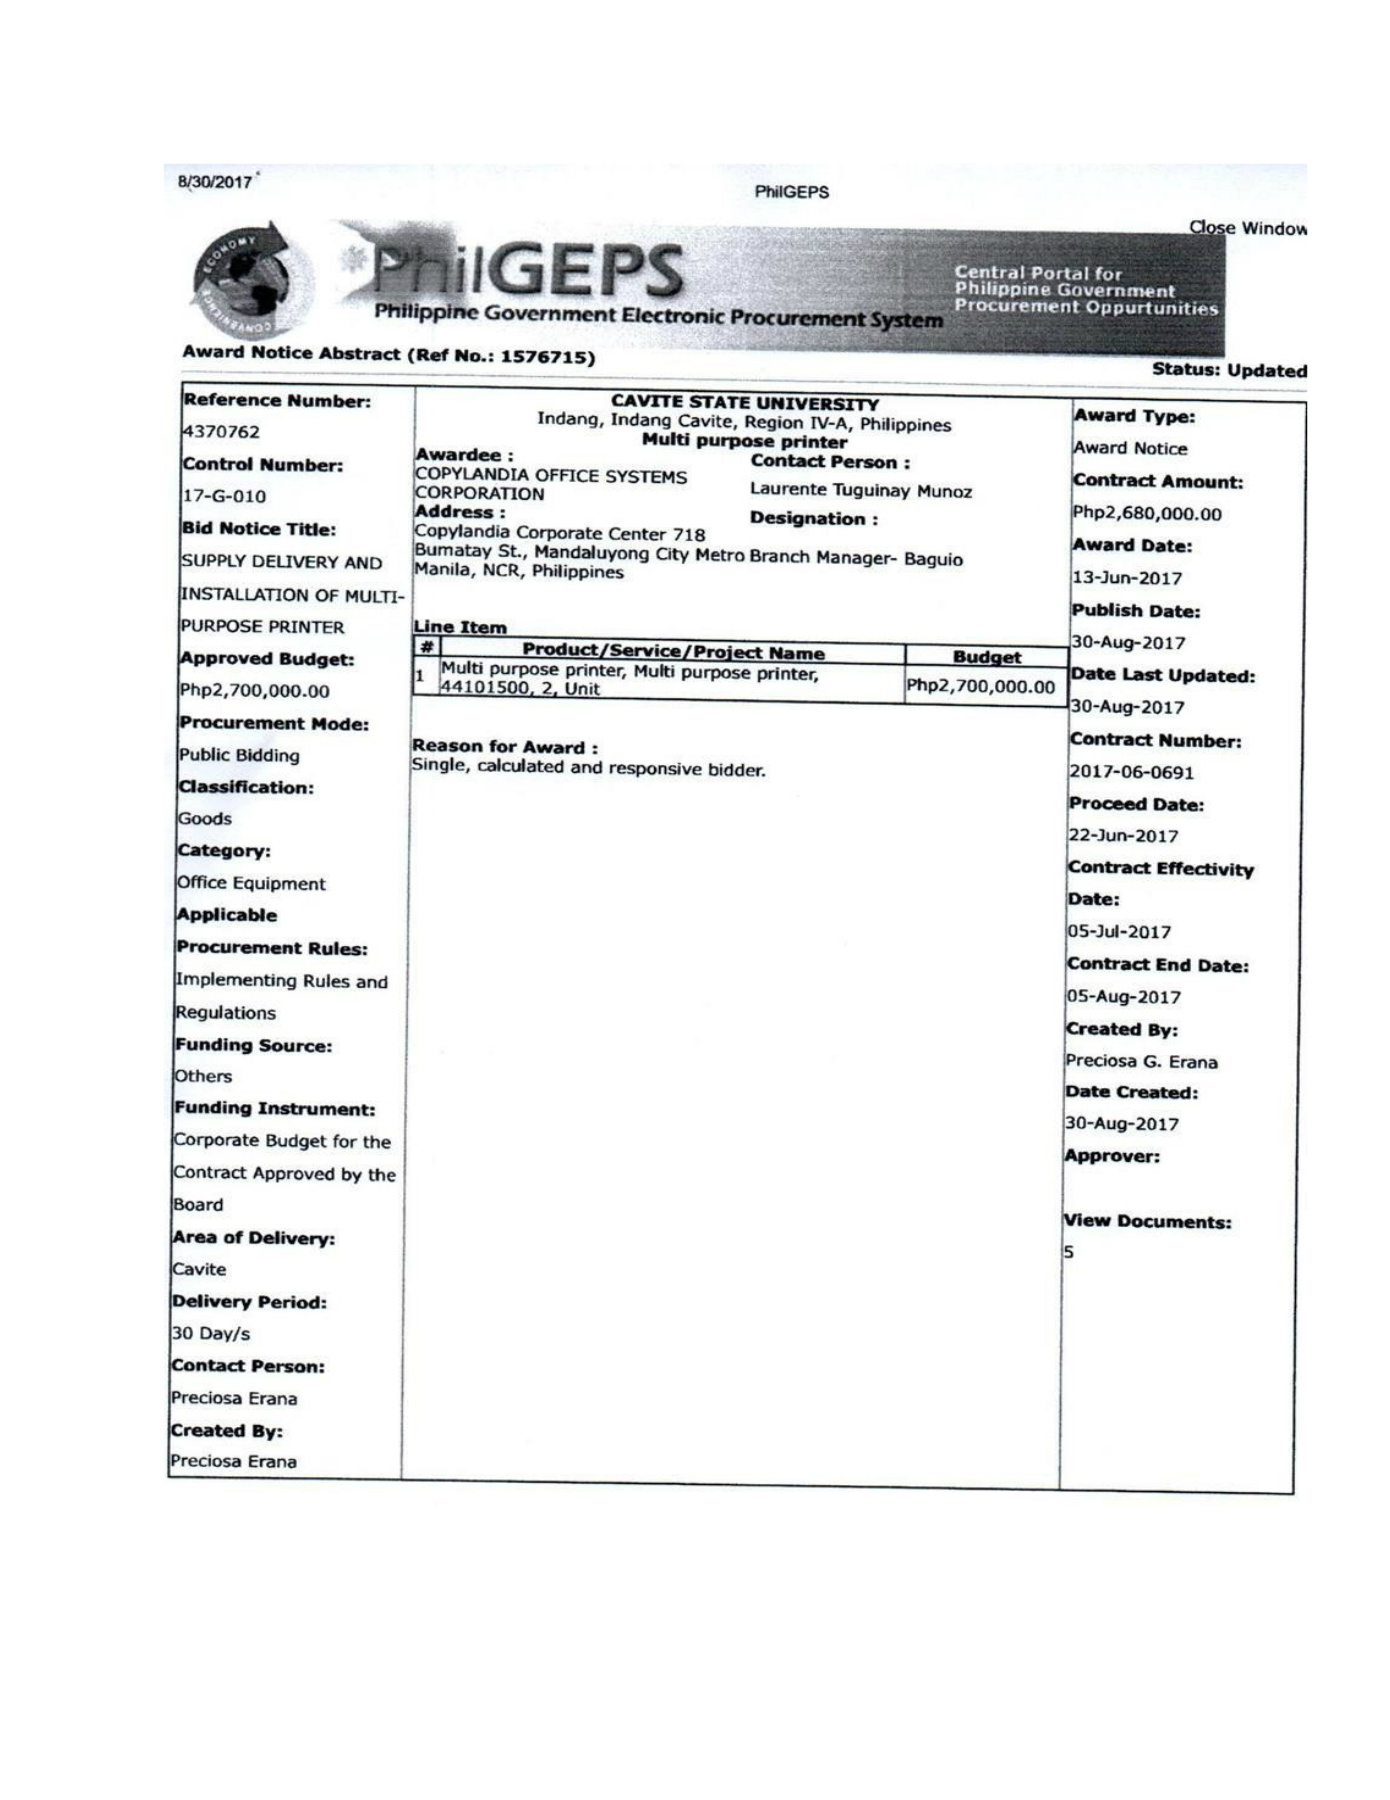 8/30/2017
PhilGEPS
Close Window
ECONOMY
PhilGEPS
Central Portal for
Philippine Government
Procurement Oppurtunities
Philippine Government Electronic Procurement System
Award Notice Abstract (Ref No.: 1576715)
Status: Updated
Reference Number:
4370762
Control Number:
17-G-010
Bid Notice Title:
SUPPLY DELIVERY AND
INSTALLATION OF MULTI-
PURPOSE PRINTER
Approved Budget:
Php2,700,000.00
Procurement Mode:
Public Bidding
Classification:
Goods
Category:
Office Equipment
Applicable
Procurement Rules:
Implementing Rules and
Regulations
Funding Source:
Others
Funding Instrument:
Corporate Budget for the
Contract Approved by the
Board
Area of Delivery:
Cavite
Delivery Period:
30 Day/s
Contact Person:
Preciosa Erana
Created By:
Preciosa Erana
CAVITE STATE UNIVERSITY
Indang, Indang Cavite, Region IV-A, Philippines
Multi purpose printer
Awardee :
COPYLANDIA OFFICE SYSTEMS
CORPORATION
Address :
Copylandia Corporate Center 718
Bumatay St., Mandaluyong City Metro
Manila, NCR, Philippines
Contact Person :
Laurente Tuguinay Munoz
Designation :
Branch Manager- Baguio
Line Item
# Product/Service/Project Name Budget
1 Multi purpose printer, Multi purpose printer,
44101500, 2, Unit Php2,700,000.00
Reason for Award :
Single, calculated and responsive bidder.
Award Type:
Award Notice
Contract Amount:
Php2,680,000.00
Award Date:
13-Jun-2017
Publish Date:
30-Aug-2017
Date Last Updated:
30-Aug-2017
Contract Number:
2017-06-0691
Proceed Date:
22-Jun-2017
Contract Effectivity
Date:
05-Jul-2017
Contract End Date:
05-Aug-2017
Created By:
Preciosa G. Erana
Date Created:
30-Aug-2017
Approver:
View Documents:
5